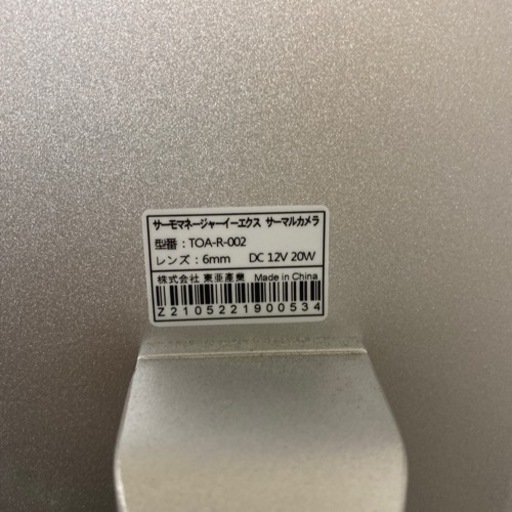 サーモマネージャーイーエクス サーマルカメラ
型番：TOA-R-002
レンズ：6mm DC 12V 20W
株式会社 東亜産業 Made in China
Z2105221900534